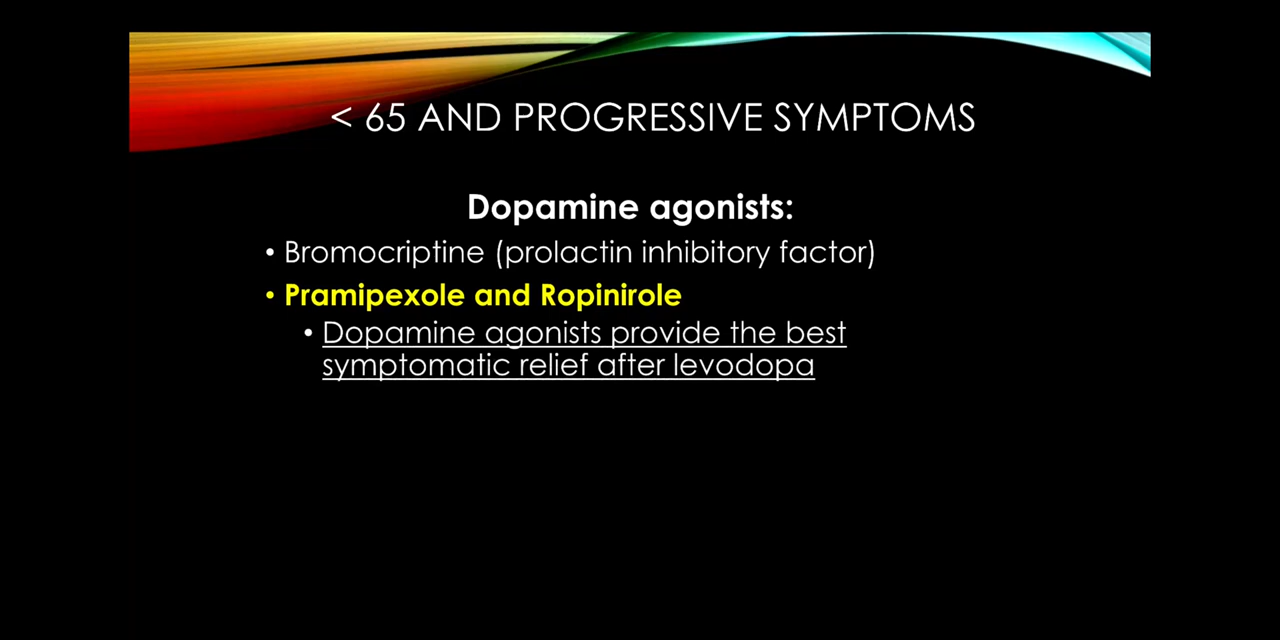 < 65 AND PROGRESSIVE SYMPTOMS
Dopamine agonists:
• Bromocriptine (prolactin inhibitory factor)
• Pramipexole and Ropinirole
• Dopamine agonists provide the best
symptomatic relief after levodopa